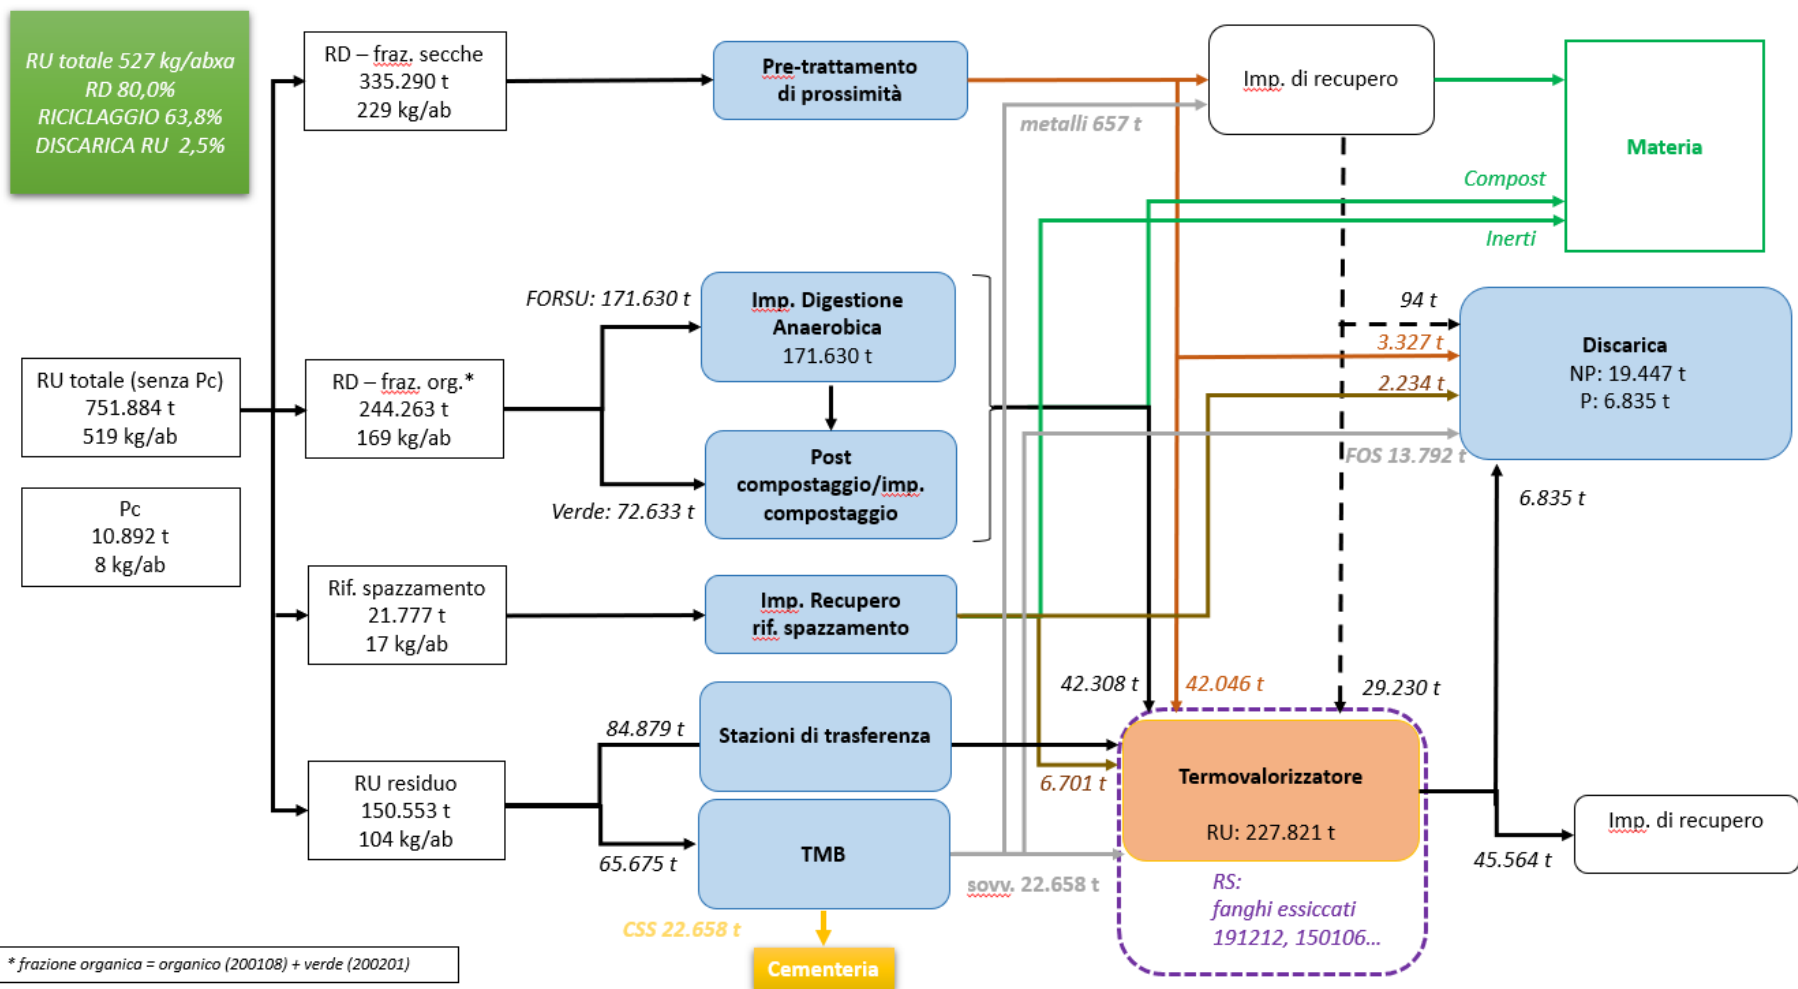 RU totale 527 kg/abxa
RD 80,0%
RICICLAGGIO 63,8%
DISCARICA RU 2,5%
RD – fraz. secche
335.290 t
229 kg/ab
Pre-trattamento
di prossimità
metalli 657 t
Imp. di recupero
Materia
Compost
Inerti
RU totale (senza Pc)
751.884 t
519 kg/ab
Pc
10.892 t
8 kg/ab
RD – fraz. org.*
244.263 t
169 kg/ab
FORSU: 171.630 t
Verde: 72.633 t
Imp. Digestione
Anaerobica
171.630 t
Post
compostaggio/imp.
compostaggio
94 t
3.327 t
2.234 t
FOS 13.792 t
Discarica
NP: 19.447 t
P: 6.835 t
6.835 t
Rif. spazzamento
21.777 t
17 kg/ab
Imp. Recupero
rif. spazzamento
42.308 t
42.046 t
29.230 t
RU residuo
150.553 t
104 kg/ab
84.879 t
65.675 t
Stazioni di trasferenza
TMB
6.701 t
sovv. 22.658 t
CSS 22.658 t
Cementeria
Termovalorizzatore
RU: 227.821 t
RS:
fanghi essiccati
191212, 150106...
45.564 t
Imp. di recupero
* frazione organica = organico (200108) + verde (200201)